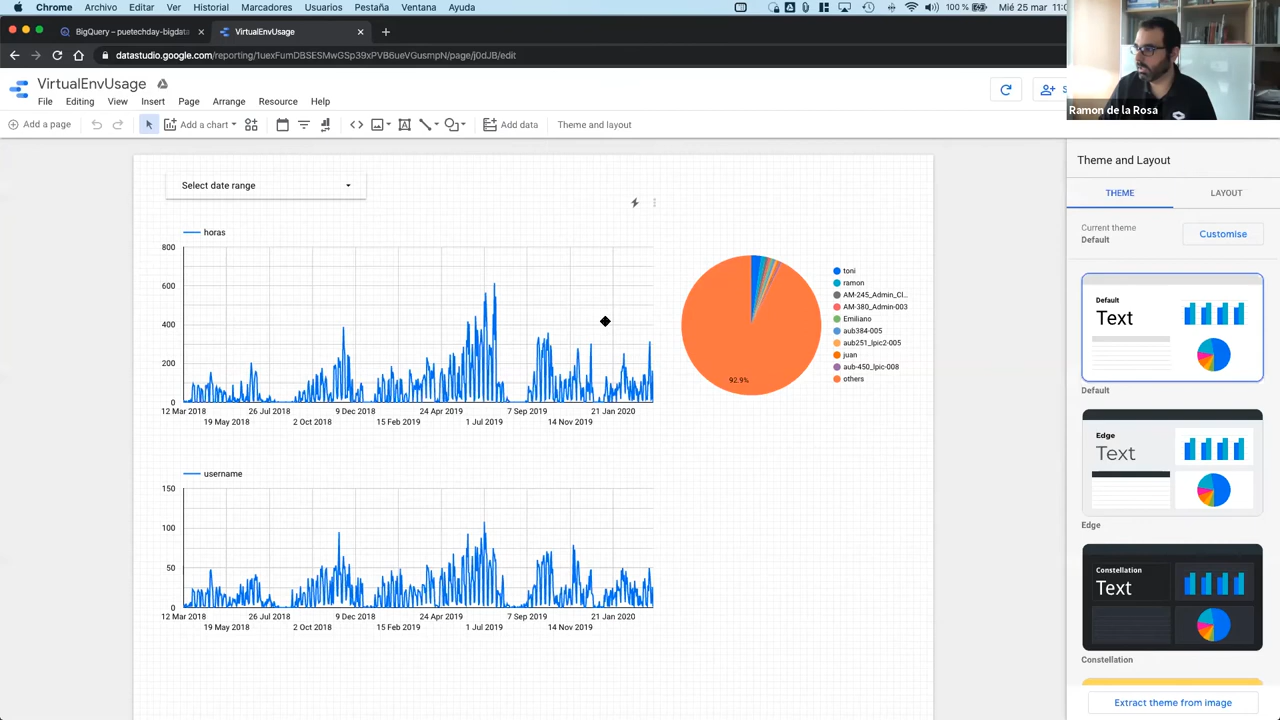 Chrome Archivo Editar Ver Historial Marcadores Usuarios Pestaña Ventana Ayuda 100 % Mié 25 mar
BigQuery – puetechday-bigdata VirtualEnvUsage
datastudio.google.com/reporting/1uexFumDBSESMwGSp39xPVB6ueVGusmpN/page/j0dJB/edit
Ramon de la Rosa
VirtualEnvUsage
File Editing View Insert Page Arrange Resource Help
Add a page Add a chart Add data Theme and layout
Select date range
horas
800
600
400
200
0
12 Mar 2018 26 Jul 2018 9 Dec 2018 24 Apr 2019 7 Sep 2019 21 Jan 2020
19 May 2018 2 Oct 2018 15 Feb 2019 1 Jul 2019 14 Nov 2019
92.9%
toni
ramon
AM-245_Admin_Cl...
AM-380_Admin-003
Emiliano
aub384-005
aub251_lpic2-005
juan
aub-450_lpic-008
others
username
150
100
50
0
12 Mar 2018 26 Jul 2018 9 Dec 2018 24 Apr 2019 7 Sep 2019 21 Jan 2020
19 May 2018 2 Oct 2018 15 Feb 2019 1 Jul 2019 14 Nov 2019
Theme and Layout
THEME LAYOUT
Current theme
Default
Customise
Default
Text
Default
Edge
Text
Edge
Constellation
Text
Constellation
Extract theme from image